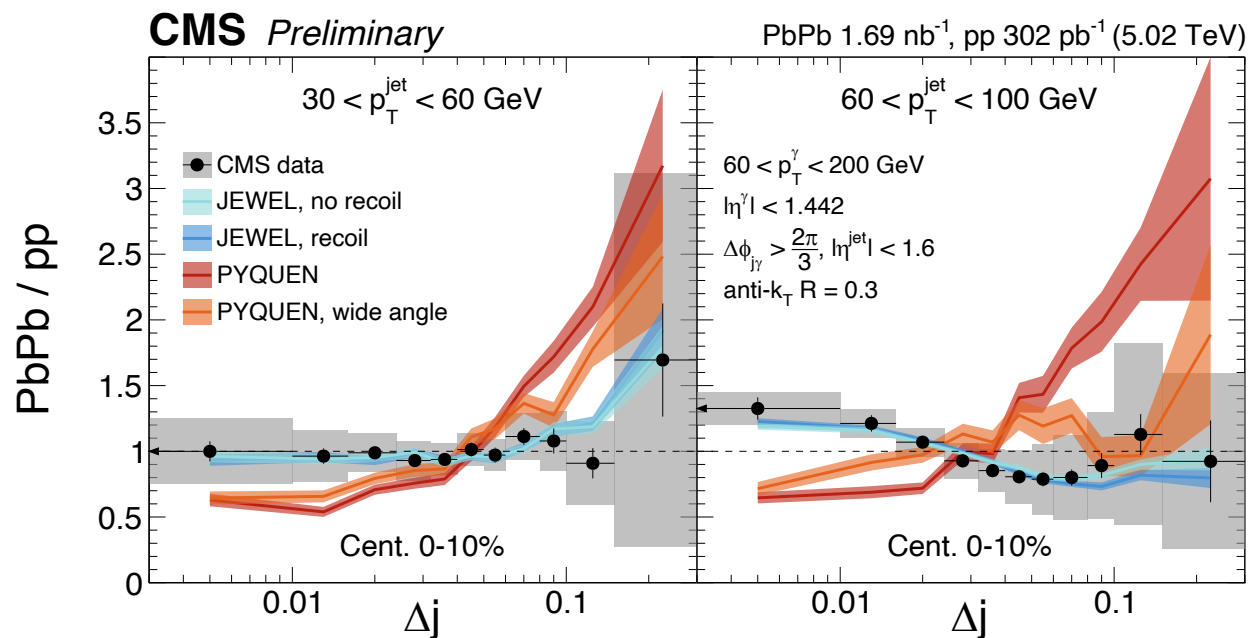 CMS Preliminary
PbPb 1.69 nb⁻¹, pp 302 pb⁻¹ (5.02 TeV)
PbPb / pp
3.5
3
2.5
2
1.5
1
0.5
0
30 < p_T^jet < 60 GeV
CMS data
JEWEL, no recoil
JEWEL, recoil
PYQUEN
PYQUEN, wide angle
Cent. 0-10%
0.01
0.1
Δj
60 < p_T^jet < 100 GeV
60 < p_T^γ < 200 GeV
|η^γ| < 1.442
Δϕ_jγ > 2π/3, |η^jet| < 1.6
anti-k_T R = 0.3
Cent. 0-10%
0.01
0.1
Δj